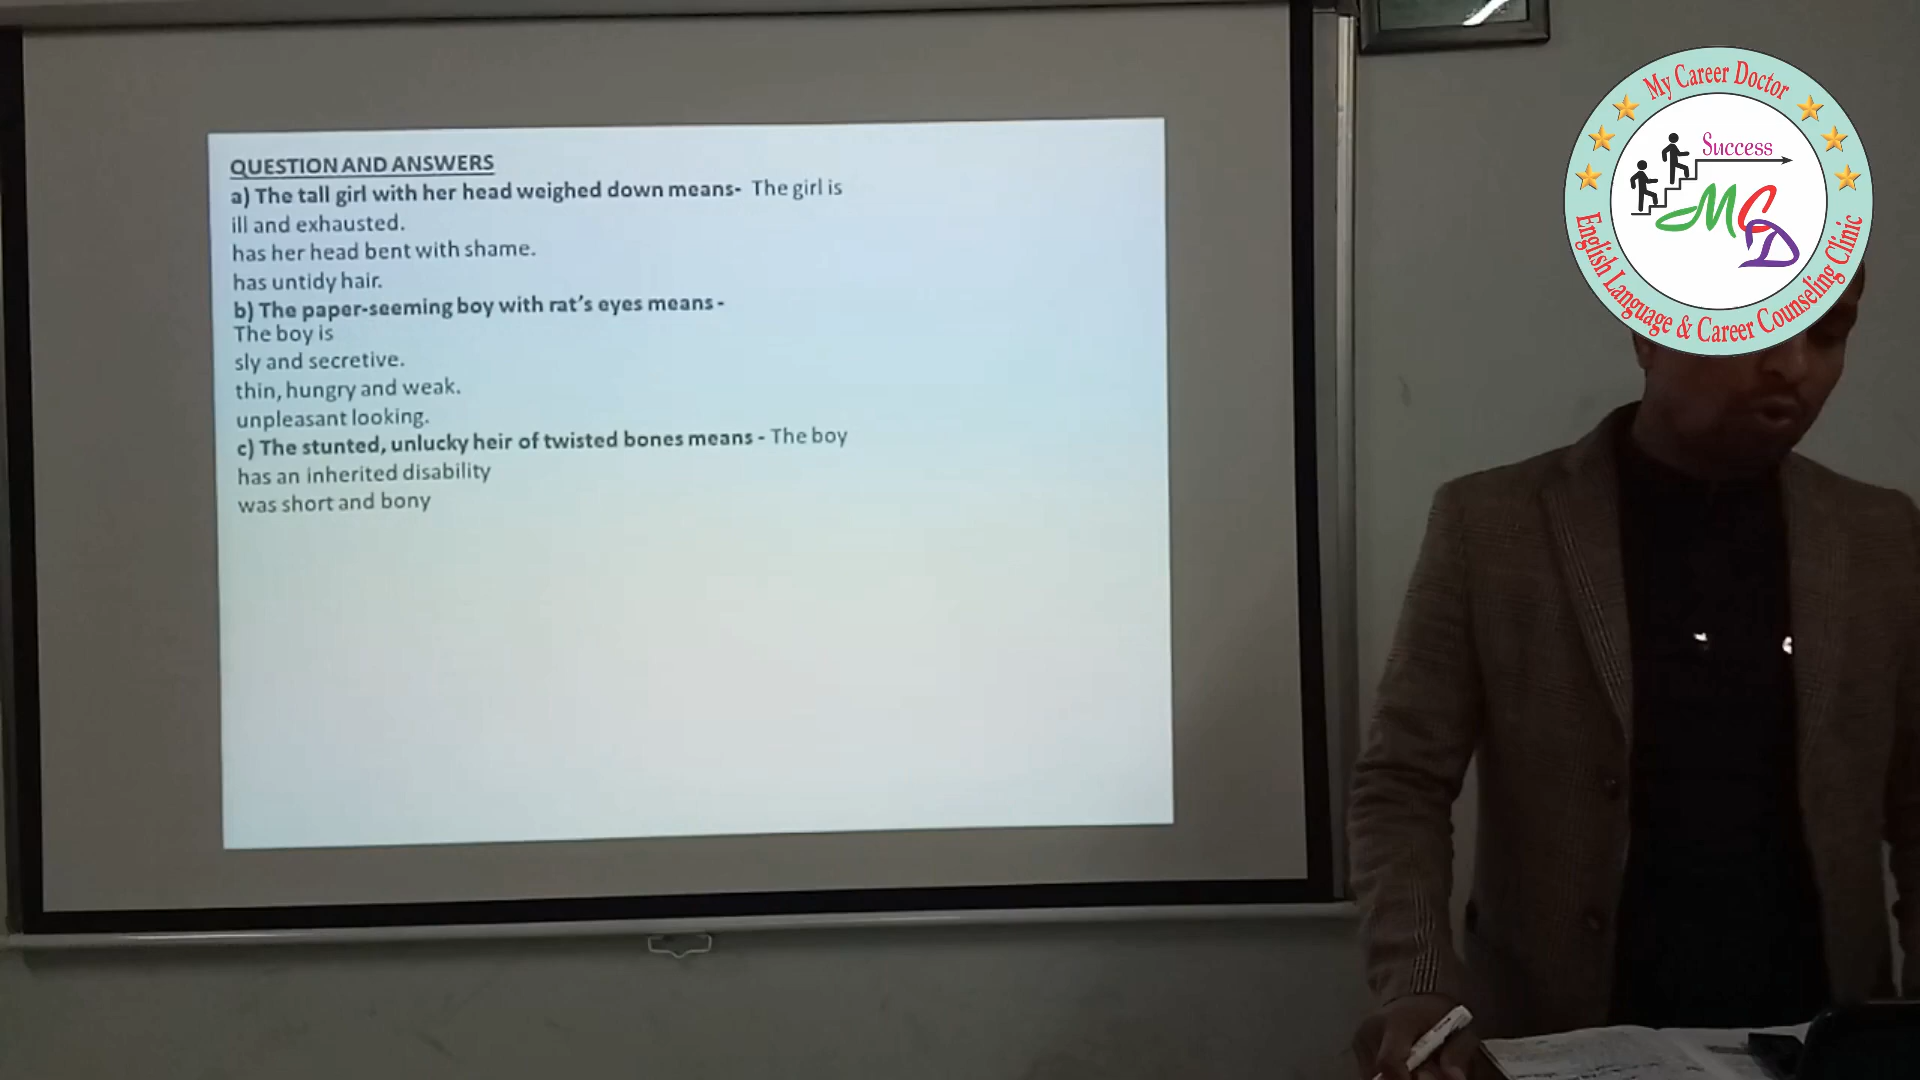 QUESTION AND ANSWERS
a) The tall girl with her head weighed down means- The girl is
ill and exhausted.
has her head bent with shame.
has untidy hair.
b) The paper-seeming boy with rat's eyes means -
The boy is
sly and secretive.
thin, hungry and weak.
unpleasant looking.
c) The stunted, unlucky heir of twisted bones means - The boy
has an inherited disability
was short and bony
My Career Doctor
Success
MCD
English Language & Career Counseling Clinic